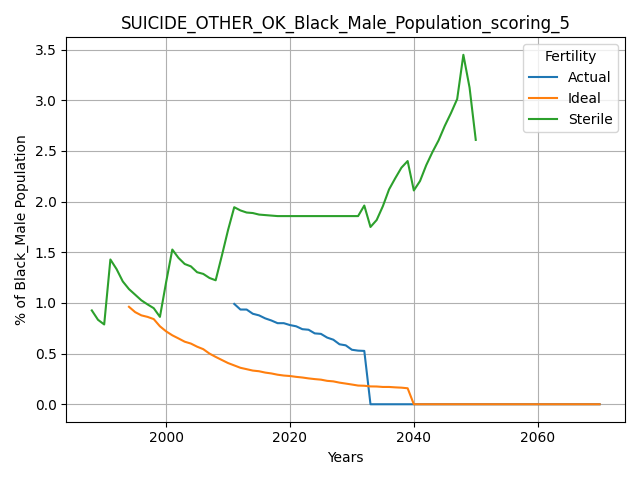 SUICIDE_OTHER_OK_Black_Male_Population_scoring_5
Fertility
Actual
Ideal
Sterile
% of Black_Male Population
3.5
3.0
2.5
2.0
1.5
1.0
0.5
0.0
2000
2020
2040
2060
Years